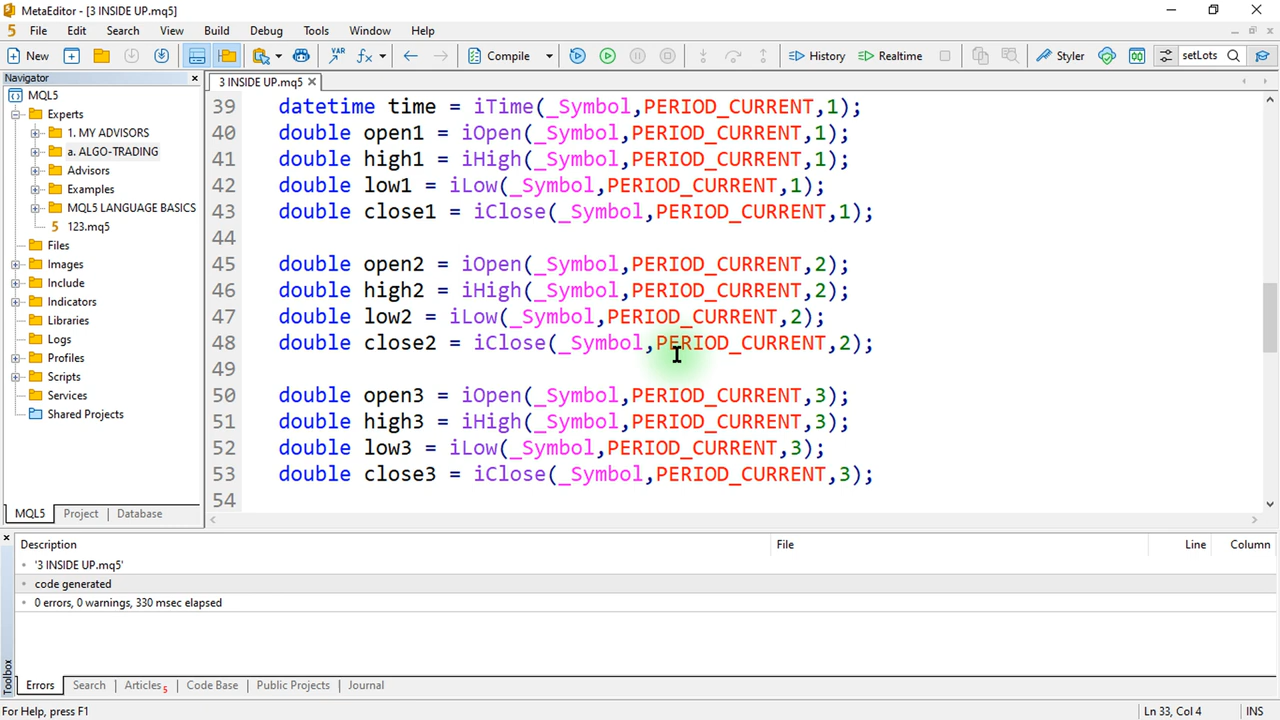 MetaEditor - [3 INSIDE UP.mq5]
5 File Edit Search View Insert Build Debug Tools Window Help
New VAR fx Compile History Realtime Styler setLots
Navigator
3 INSIDE UP.mq5
MQL5
Experts
1. MY ADVISORS
a. ALGO-TRADING
Advisors
Examples
MQL5 LANGUAGE BASICS
5 123.mq5
Files
Images
Include
Indicators
Libraries
Logs
Profiles
Scripts
Services
Shared Projects
MQL5 Project Database
39 datetime time = iTime(_Symbol,PERIOD_CURRENT,1);
40 double open1 = iOpen(_Symbol,PERIOD_CURRENT,1);
41 double high1 = iHigh(_Symbol,PERIOD_CURRENT,1);
42 double low1 = iLow(_Symbol,PERIOD_CURRENT,1);
43 double close1 = iClose(_Symbol,PERIOD_CURRENT,1);
44
45 double open2 = iOpen(_Symbol,PERIOD_CURRENT,2);
46 double high2 = iHigh(_Symbol,PERIOD_CURRENT,2);
47 double low2 = iLow(_Symbol,PERIOD_CURRENT,2);
48 double close2 = iClose(_Symbol,PERIOD_CURRENT,2);
49
50 double open3 = iOpen(_Symbol,PERIOD_CURRENT,3);
51 double high3 = iHigh(_Symbol,PERIOD_CURRENT,3);
52 double low3 = iLow(_Symbol,PERIOD_CURRENT,3);
53 double close3 = iClose(_Symbol,PERIOD_CURRENT,3);
54
Description File Line Column
'3 INSIDE UP.mq5'
code generated
0 errors, 0 warnings, 330 msec elapsed
Toolbox
Errors Search Articles 5 Code Base Public Projects Journal
For Help, press F1 Ln 33, Col 4 INS